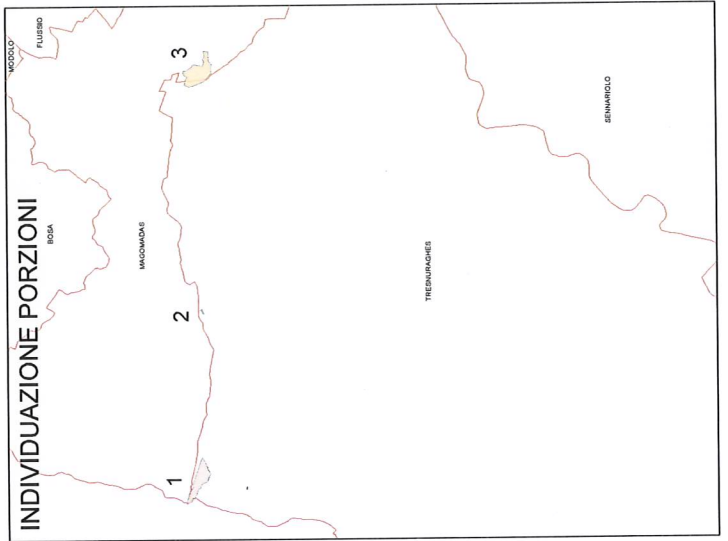 INDIVIDUAZIONE PORZIONI
MODOLO
FLUSSIO
BOSA
MAGOMADAS
3
2
1
TRESNURAGHES
SENNARIOLO